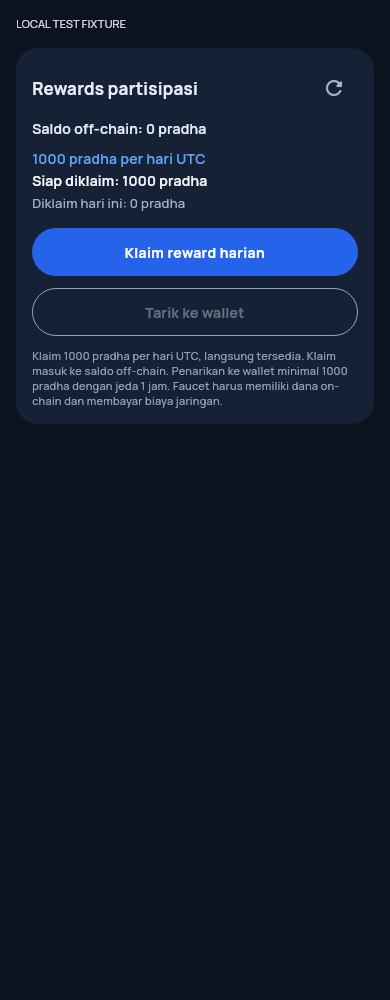 LOCAL TEST FIXTURE
Rewards partisipasi
Saldo off-chain: 0 pradha
1000 pradha per hari UTC
Siap diklaim: 1000 pradha
Diklaim hari ini: 0 pradha
Klaim reward harian
Tarik ke wallet
Klaim 1000 pradha per hari UTC, langsung tersedia. Klaim
masuk ke saldo off-chain. Penarikan ke wallet minimal 1000
pradha dengan jeda 1 jam. Faucet harus memiliki dana on-
chain dan membayar biaya jaringan.